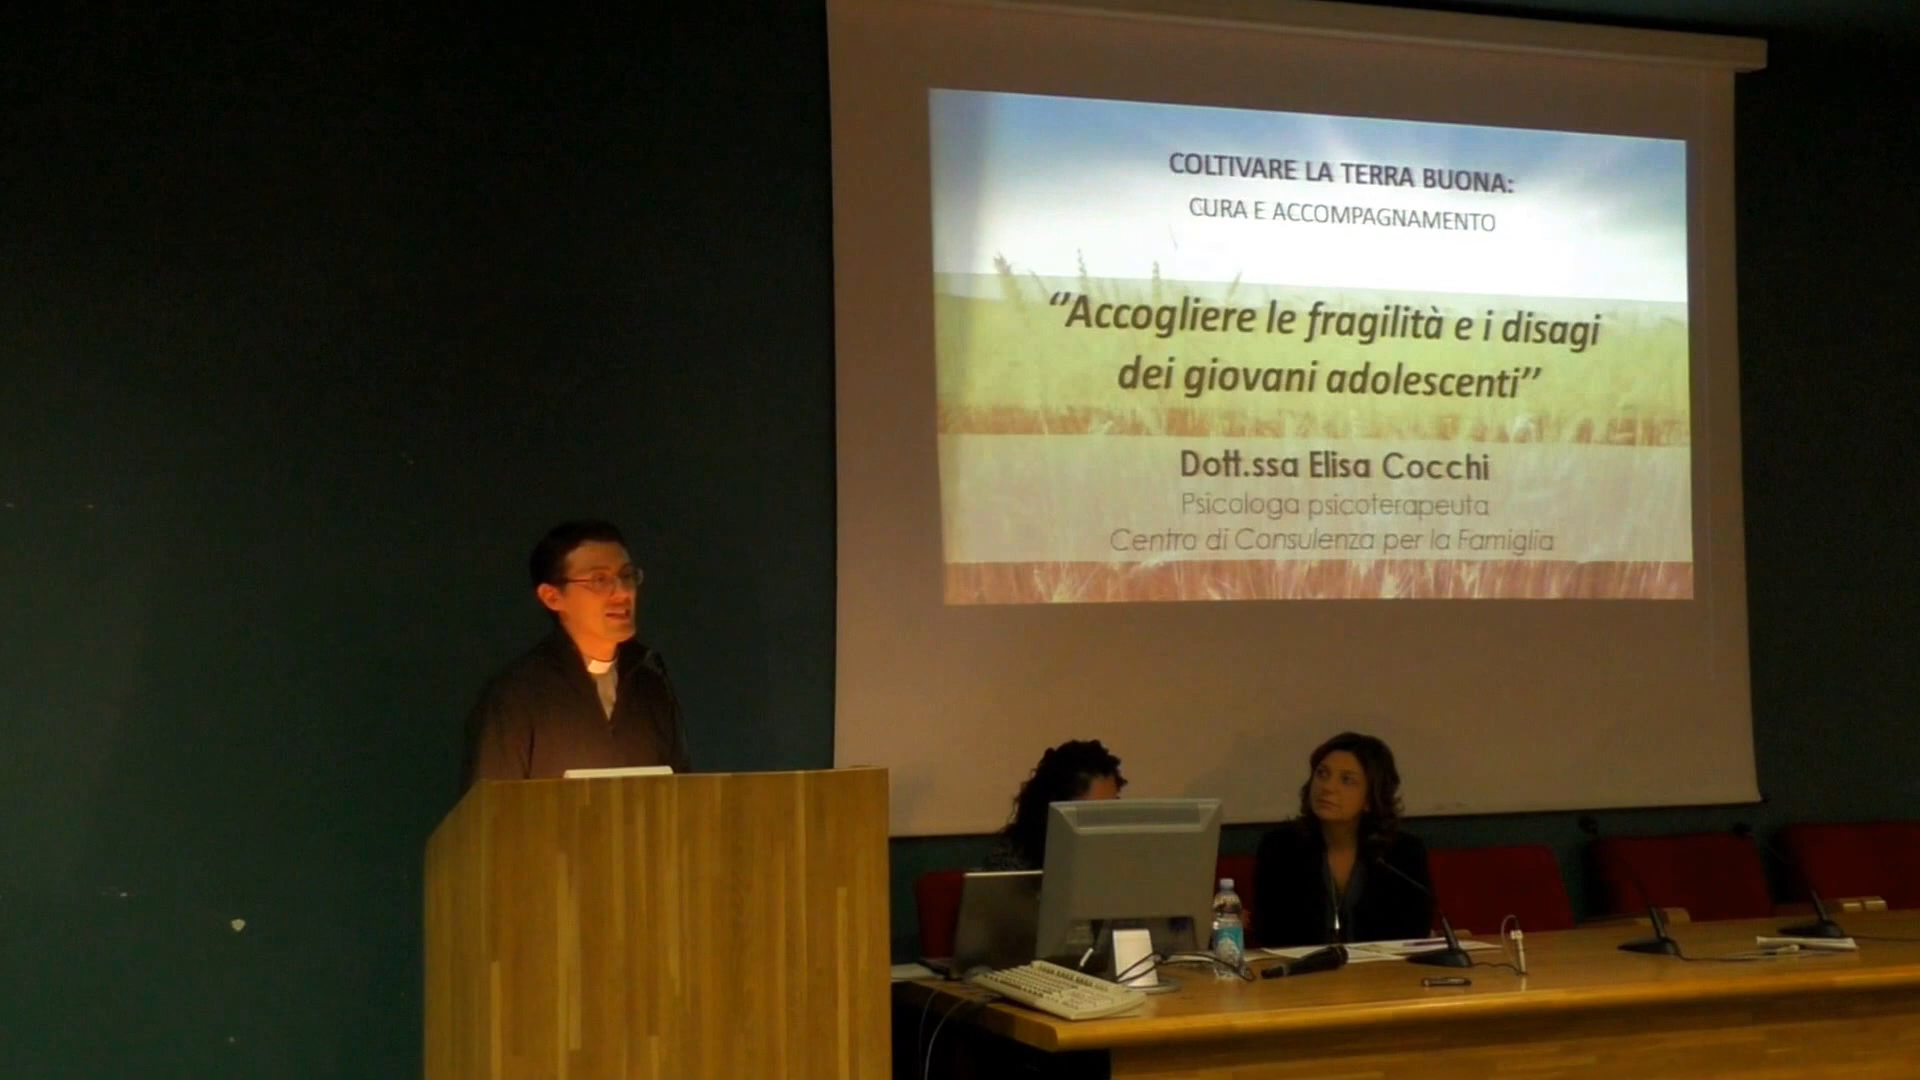 COLTIVARE LA TERRA BUONA:
CURA E ACCOMPAGNAMENTO
‘‘Accogliere le fragilità e i disagi
dei giovani adolescenti’’
Dott.ssa Elisa Cocchi
Psicologa psicoterapeuta
Centro di Consulenza per la Famiglia